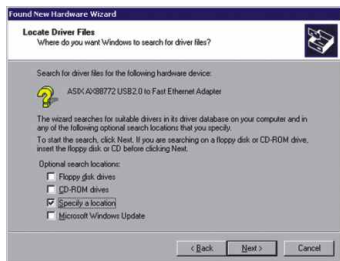 Found New Hardware Wizard
Locate Driver Files
Where do you want Windows to search for driver files?
Search for driver files for the following hardware device:
ASIX AX88772 USB2.0 to Fast Ethernet Adapter
The wizard searches for suitable drivers in its driver database on your computer and in
any of the following optional search locations that you specify.
To start the search, click Next. If you are searching on a floppy disk or CD-ROM drive,
insert the floppy disk or CD before clicking Next.
Optional search locations:
Floppy disk drives
CD-ROM drives
Specify a location
Microsoft Windows Update
< Back Next > Cancel